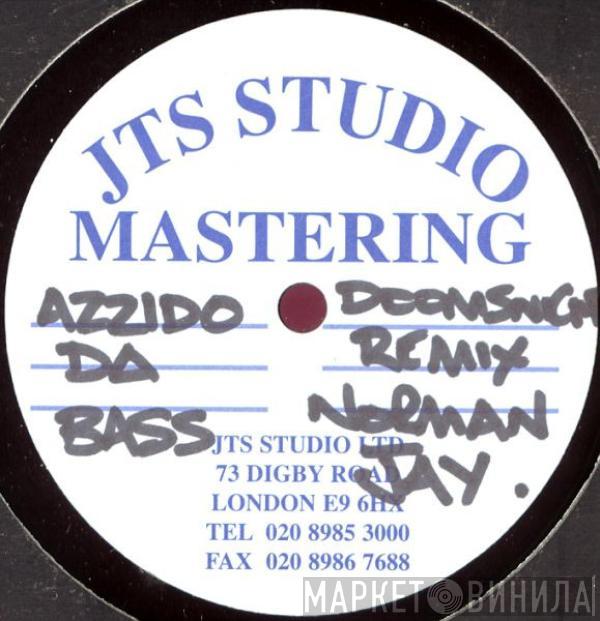 JTS STUDIO
MASTERING
AZZIDO
DA
BASS
DOOMSNIGHT
REMIX
NORMAN
JAY.
JTS STUDIO LTD
73 DIGBY ROAD
LONDON E9 6HX
TEL 020 8985 3000
FAX 020 8986 7688
МАРКЕТ ВИНИЛА